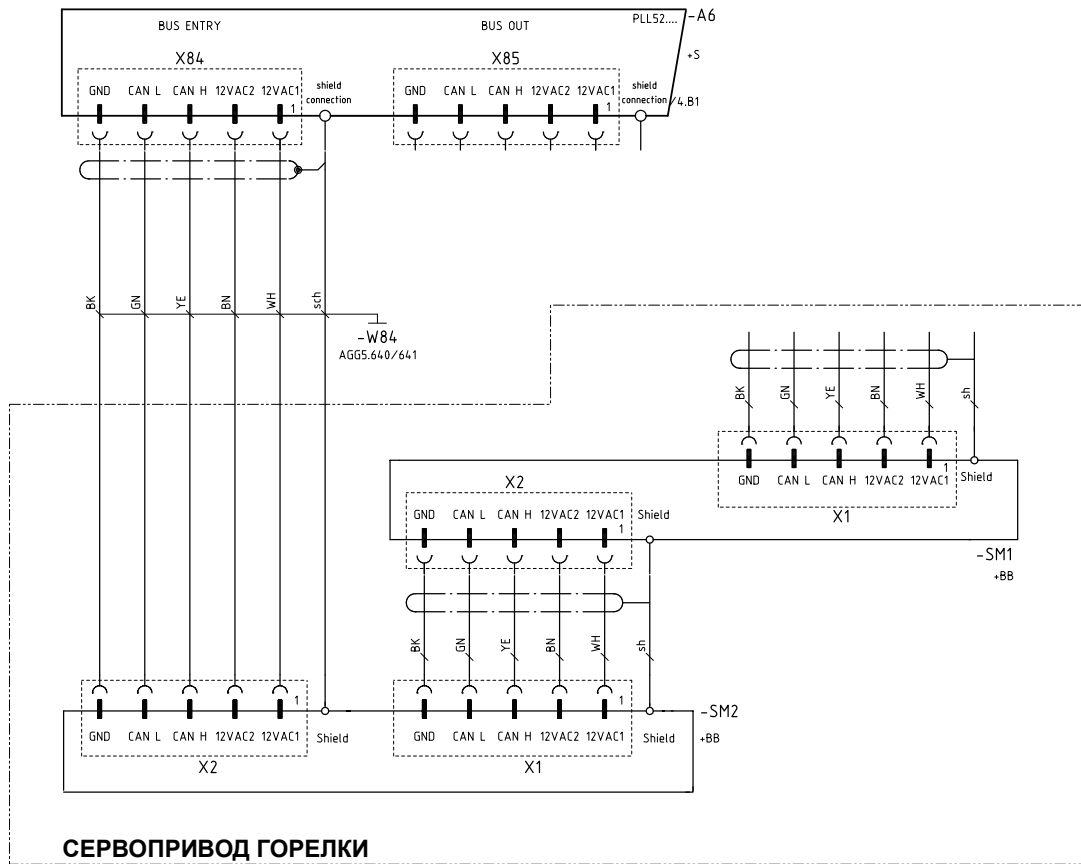 BUS ENTRY BUS OUT PLL52.... -A6
X84 X85 +S
GND CAN L CAN H 12VAC2 12VAC1 shield connection GND CAN L CAN H 12VAC2 12VAC1 shield connection
1 1 /4.B1
BK GN YE BN WH sch
-W84
AGG5.640/641
BK GN YE BN WH sh
1
GND CAN L CAN H 12VAC2 12VAC1 Shield
X1
X2
GND CAN L CAN H 12VAC2 12VAC1 Shield
1
-SM1
+BB
BK GN YE BN WH sh
1 1 -SM2
GND CAN L CAN H 12VAC2 12VAC1 Shield GND CAN L CAN H 12VAC2 12VAC1 Shield +BB
X2 X1
СЕРВОПРИВОД ГОРЕЛКИ